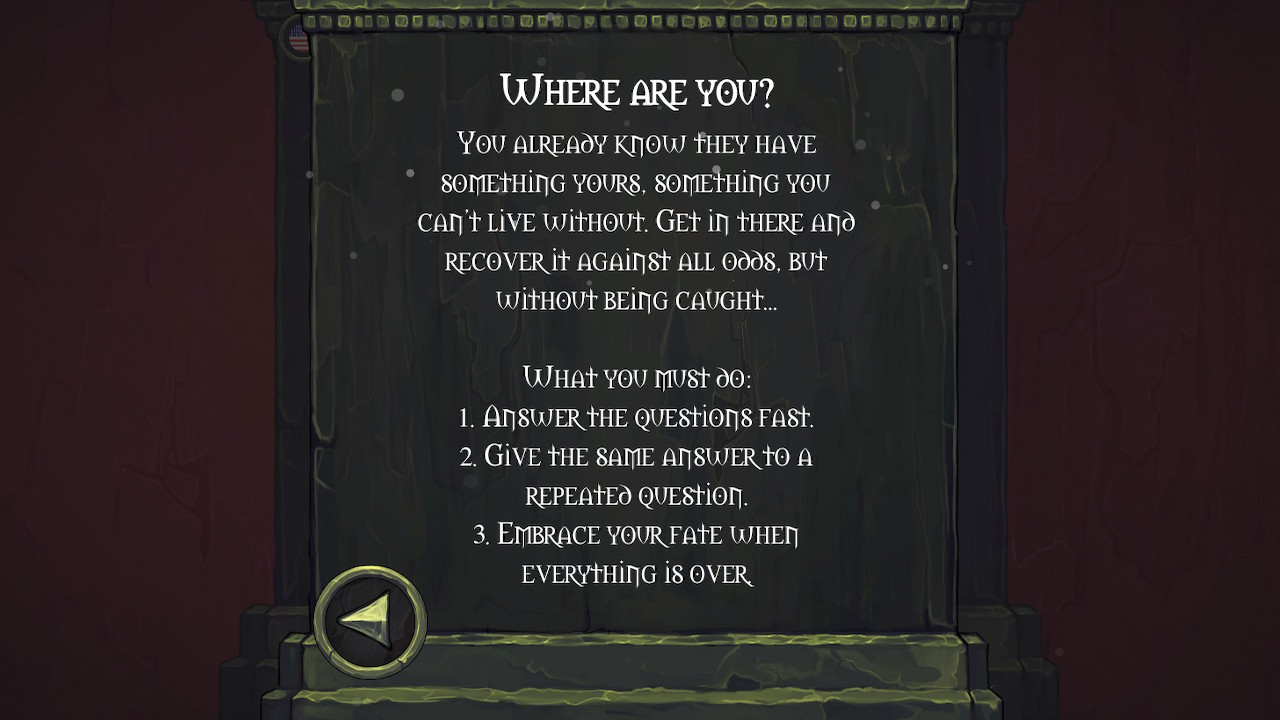 Where are you?
You already know they have
something yours, something you
can't live without. Get in there and
recover it against all odds, but
without being caught...
What you must do:
1. Answer the questions fast.
2. Give the same answer to a
repeated question.
3. Embrace your fate when
everything is over.